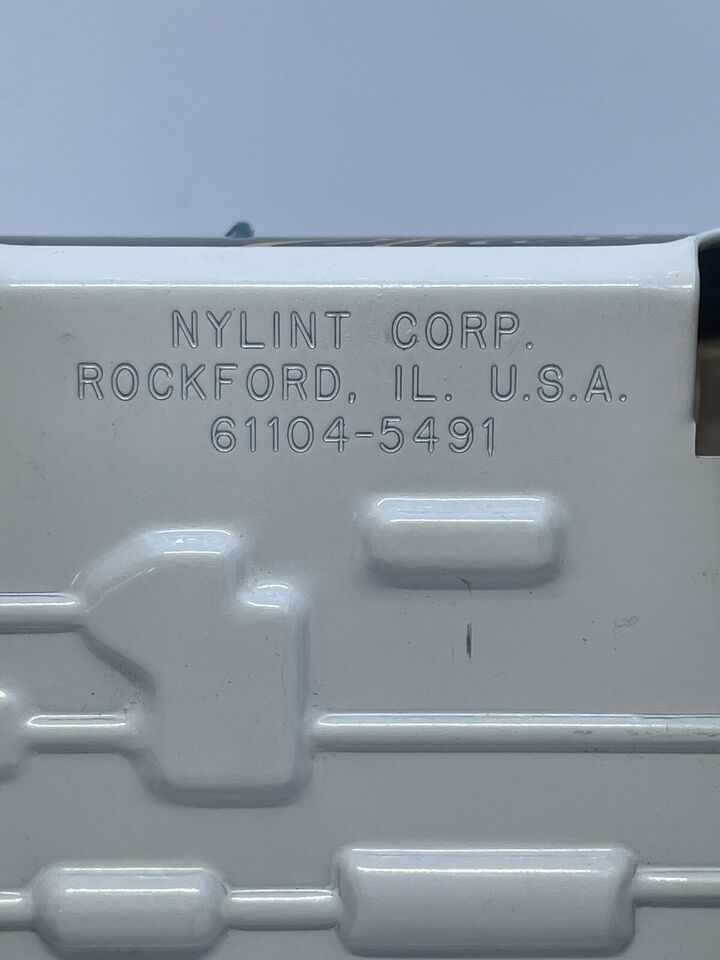 NYLINT CORP.
ROCKFORD, IL. U.S.A.
61104-5491